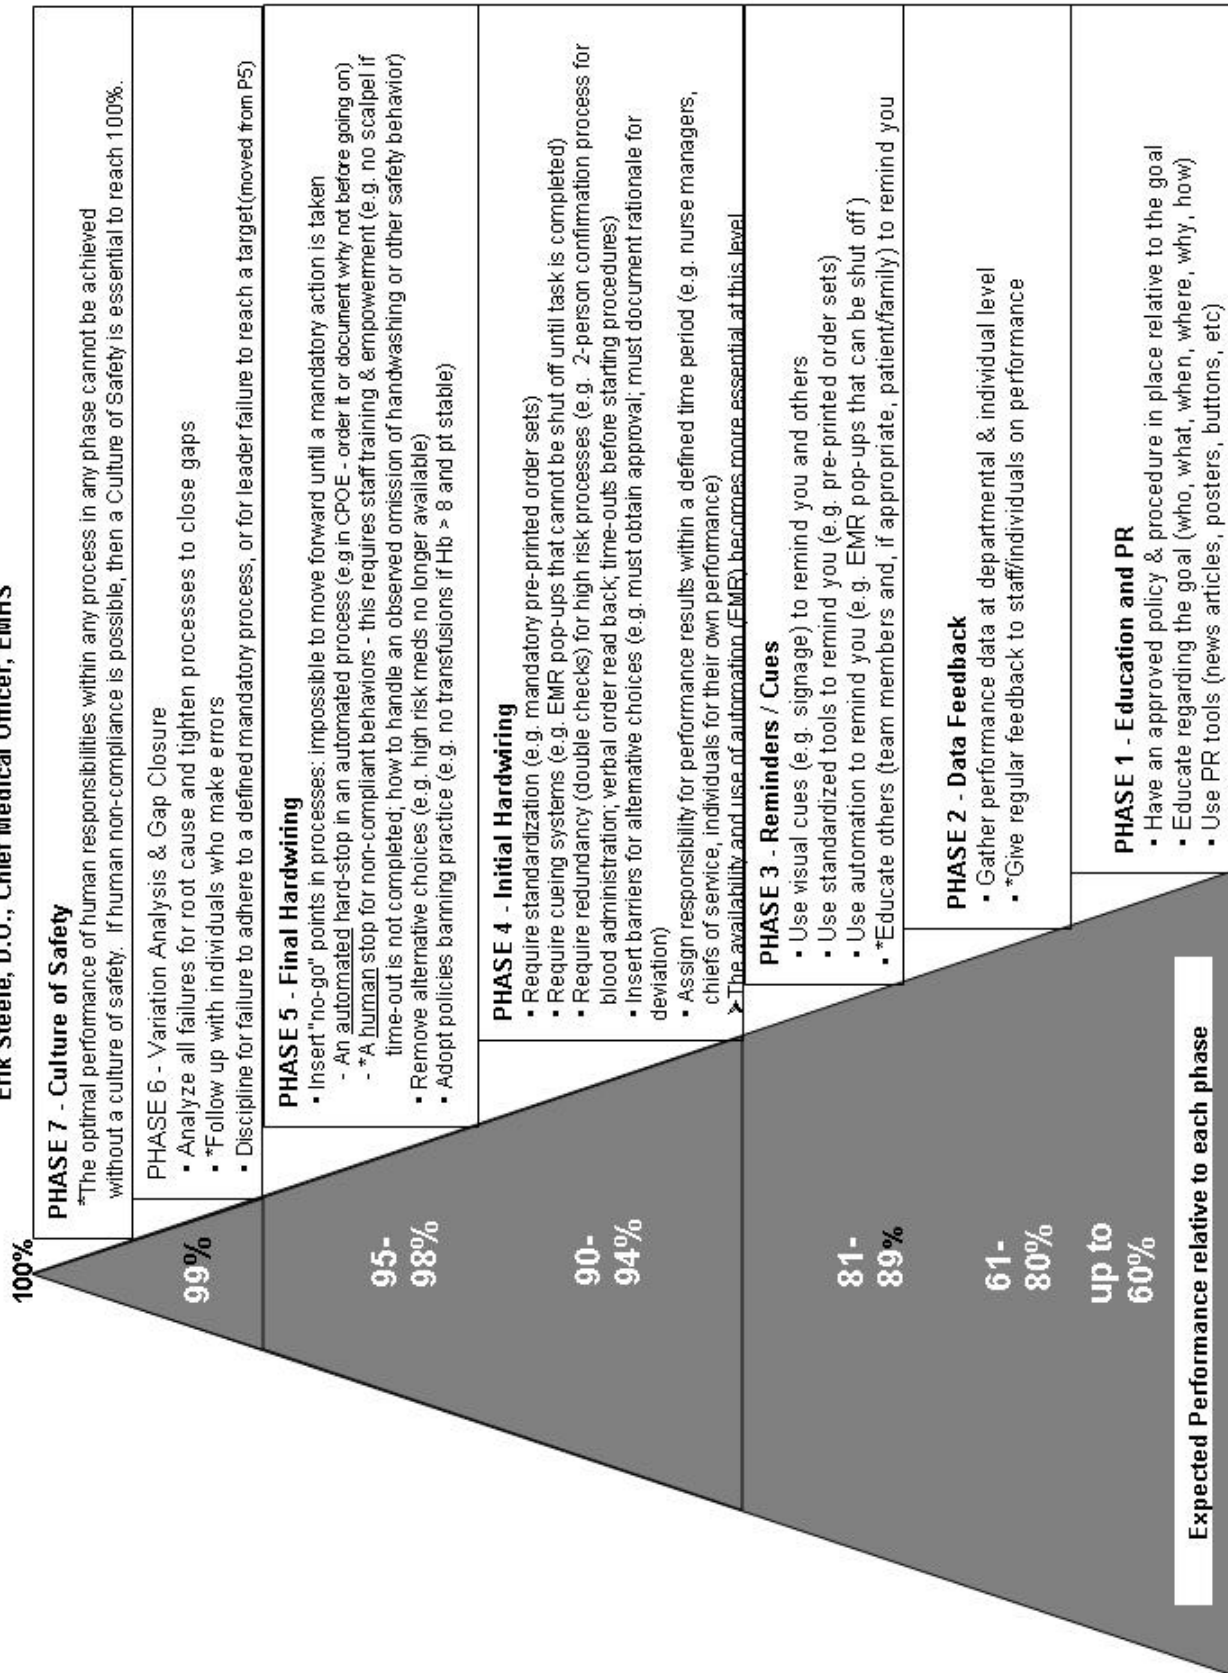 Erik Steele, D.O., Chief Medical Officer, EMHS
100%
PHASE 7 - Culture of Safety
*The optimal performance of human responsibilities within any process in any phase cannot be achieved
without a culture of safety. If human non-compliance is possible, then a Culture of Safety is essential to reach 100%.
99%
PHASE 6 - Variation Analysis & Gap Closure
▪ Analyze all failures for root cause and tighten processes to close gaps
▪ *Follow up with individuals who make errors
▪ Discipline for failure to adhere to a defined mandatory process, or for leader failure to reach a target(moved from P5)
95-
98%
PHASE 5 - Final Hardwiring
▪ Insert "no-go" points in processes: impossible to move forward until a mandatory action is taken
- An automated hard-stop in an automated process (e.g in CPOE - order it or document why not before going on)
- *A human stop for non-compliant behaviors - this requires staff training & empowerment (e.g. no scalpel if
time-out is not completed; how to handle an observed omission of handwashing or other safety behavior)
▪ Remove alternative choices (e.g. high risk meds no longer available)
▪ Adopt policies banning practice (e.g. no transfusions if Hb > 8 and pt stable)
90-
94%
PHASE 4 - Initial Hardwiring
▪ Require standardization (e.g. mandatory pre-printed order sets)
▪ Require cueing systems (e.g. EMR pop-ups that cannot be shut off until task is completed)
▪ Require redundancy (double checks) for high risk processes (e.g. 2-person confirmation process for
blood administration; verbal order read back; time-outs before starting procedures)
▪ Insert barriers for alternative choices (e.g. must obtain approval; must document rationale for
deviation)
▪ Assign responsibility for performance results within a defined time period (e.g. nurse managers,
chiefs of service, individuals for their own performance)
➢ The availability and use of automation (EMR) becomes more essential at this level
81-
89%
PHASE 3 - Reminders / Cues
▪ Use visual cues (e.g. signage) to remind you and others
▪ Use standardized tools to remind you (e.g. pre-printed order sets)
▪ Use automation to remind you (e.g. EMR pop-ups that can be shut off )
▪ *Educate others (team members and, if appropriate, patient/family) to remind you
61-
80%
PHASE 2 - Data Feedback
▪ Gather performance data at departmental & individual level
▪ *Give regular feedback to staff/individuals on performance
up to
60%
PHASE 1 - Education and PR
▪ Have an approved policy & procedure in place relative to the goal
▪ Educate regarding the goal (who, what, when, where, why, how)
▪ Use PR tools (news articles, posters, buttons, etc)
Expected Performance relative to each phase